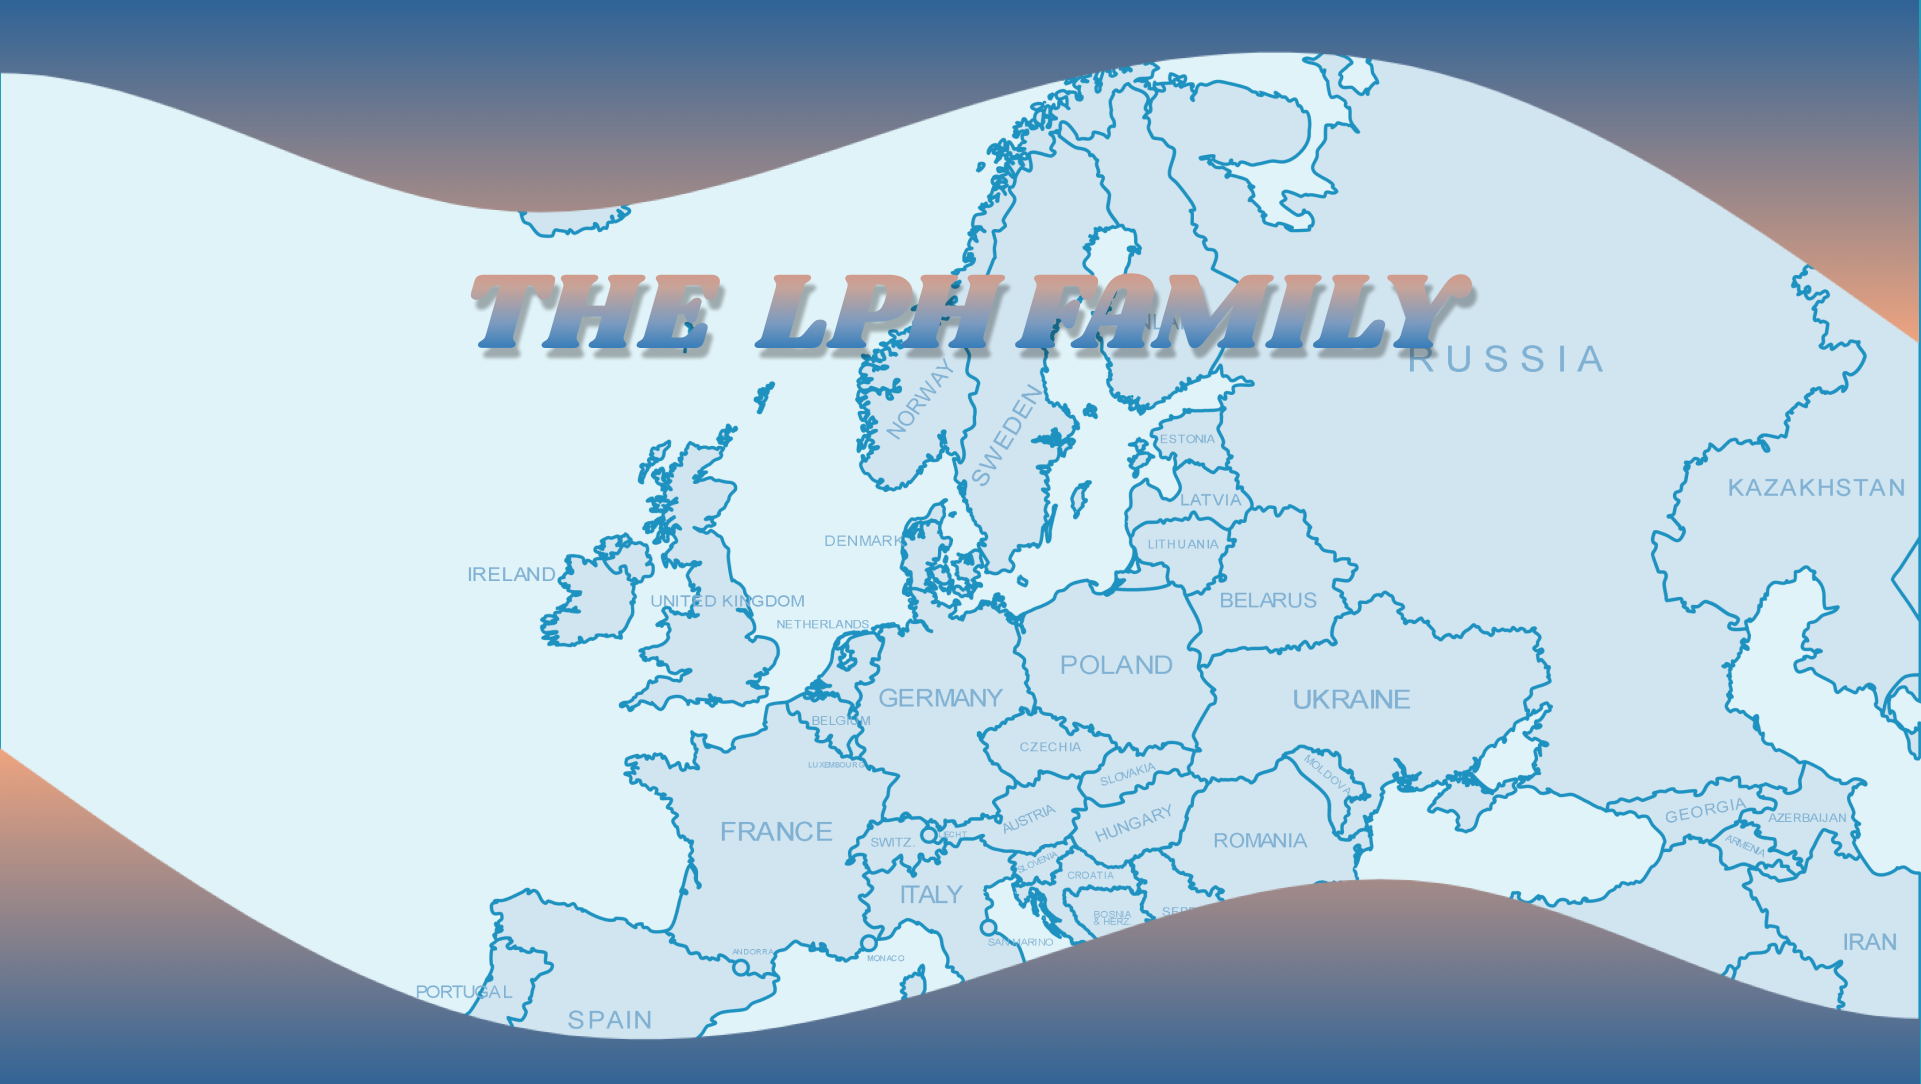 THE LPH FAMILY
RUSSIA
NORWAY
SWEDEN
ESTONIA
KAZAKHSTAN
LATVIA
DENMARK
LITHUANIA
IRELAND
UNITED KINGDOM
BELARUS
NETHERLANDS
POLAND
GERMANY
UKRAINE
BELGIUM
CZECHIA
LUXEMBOURG
SLOVAKIA
MOLDOVA
GEORGIA
AZERBAIJAN
AUSTRIA
HUNGARY
FRANCE
LIECHT.
SWITZ.
ROMANIA
ARMENIA
SLOVENIA
CROATIA
ITALY
BOSNIA
& HERZ.
SAN MARINO
IRAN
ANDORRA
MONACO
PORTUGAL
SPAIN